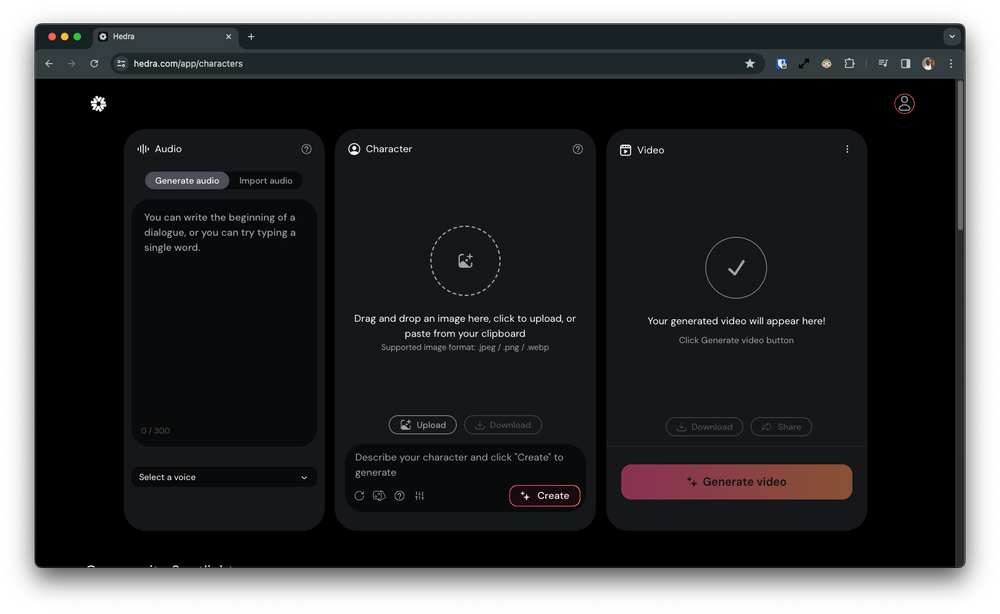 Hedra
hedra.com/app/characters
Audio
Generate audio
Import audio
You can write the beginning of a
dialogue, or you can try typing a
single word.
0 / 300
Select a voice
Character
Drag and drop an image here, click to upload, or
paste from your clipboard
Supported image format: .jpeg / .png / .webp
Upload
Download
Describe your character and click "Create" to
generate
Create
Video
Your generated video will appear here!
Click Generate video button
Download
Share
Generate video